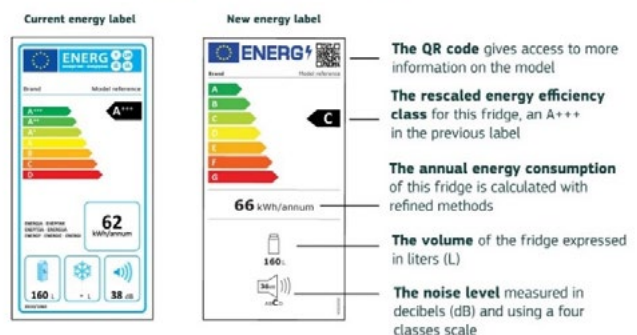 Current energy label
New energy label
ENERG
Brand
Model reference
A+++
A++
A+
A
B
C
D
A+++
62
kWh/annum
160 L
- L
38 dB
ENERG
Brand
Model reference
A
B
C
D
E
F
G
C
66 kWh/annum
160 L
38dB
ABCD
The QR code gives access to more
information on the model
The rescaled energy efficiency
class for this fridge, an A+++
in the previous label
The annual energy consumption
of this fridge is calculated with
refined methods
The volume of the fridge expressed
in liters (L)
The noise level measured in
decibels (dB) and using a four
classes scale